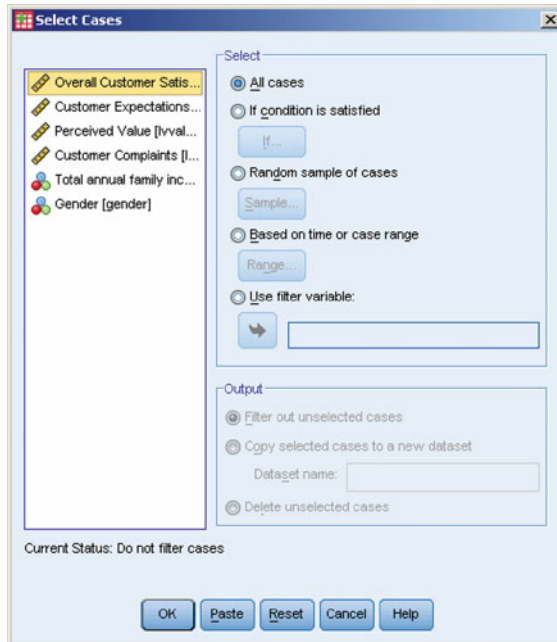 Select Cases
Overall Customer Satis...
Customer Expectations...
Perceived Value [lvval...
Customer Complaints [l...
Total annual family inc...
Gender [gender]
Select
All cases
If condition is satisfied
If...
Random sample of cases
Sample...
Based on time or case range
Range...
Use filter variable:
Output
Filter out unselected cases
Copy selected cases to a new dataset
Dataset name:
Delete unselected cases
Current Status: Do not filter cases
OK
Paste
Reset
Cancel
Help